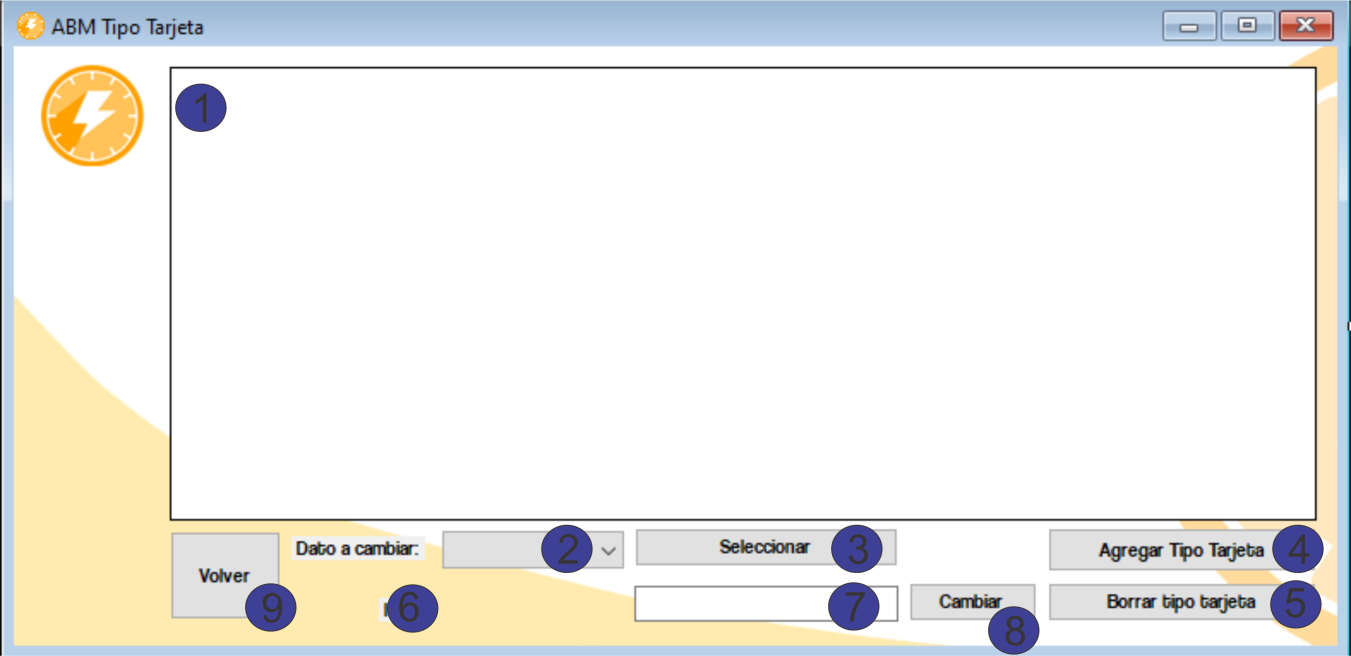 ABM Tipo Tarjeta
1
Dato a cambiar:
2
Seleccionar
3
Agregar Tipo Tarjeta
4
Volver
9
6
7
Cambiar
8
Borrar tipo tarjeta
5